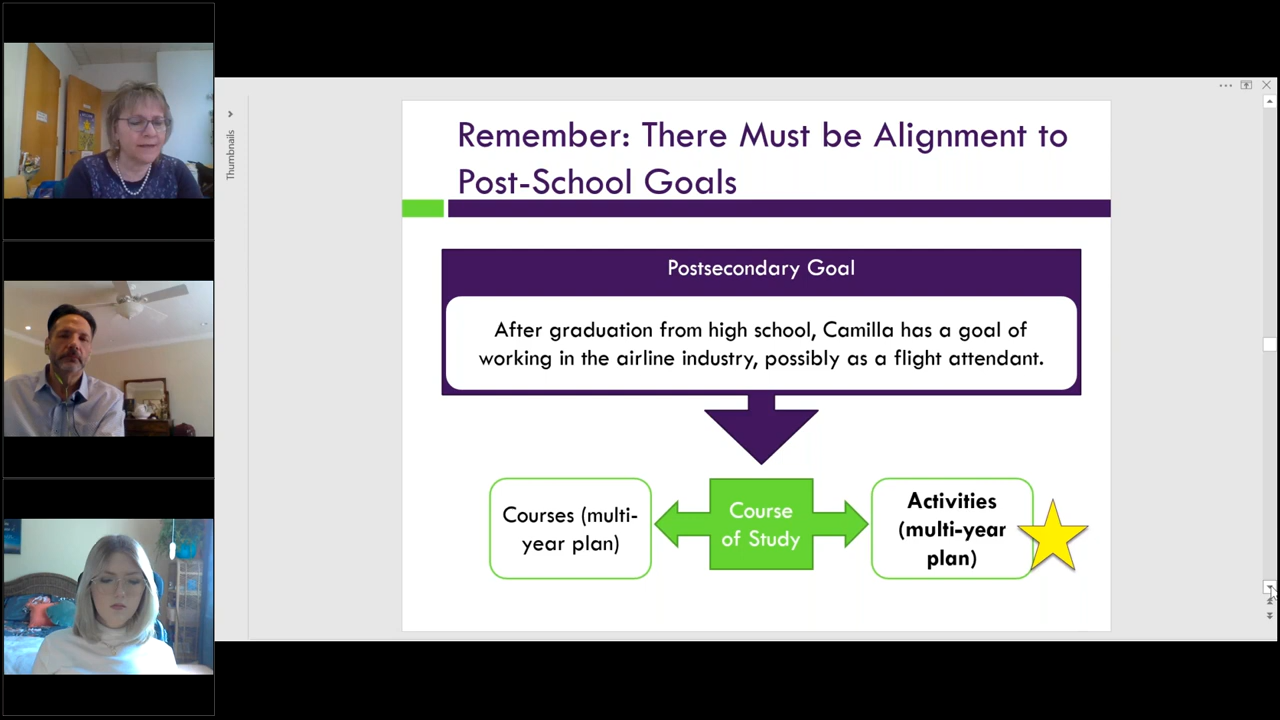 Thumbnails
Remember: There Must be Alignment to
Post-School Goals
Postsecondary Goal
After graduation from high school, Camilla has a goal of
working in the airline industry, possibly as a flight attendant.
Courses (multi-
year plan)
Course
of Study
Activities
(multi-year
plan)